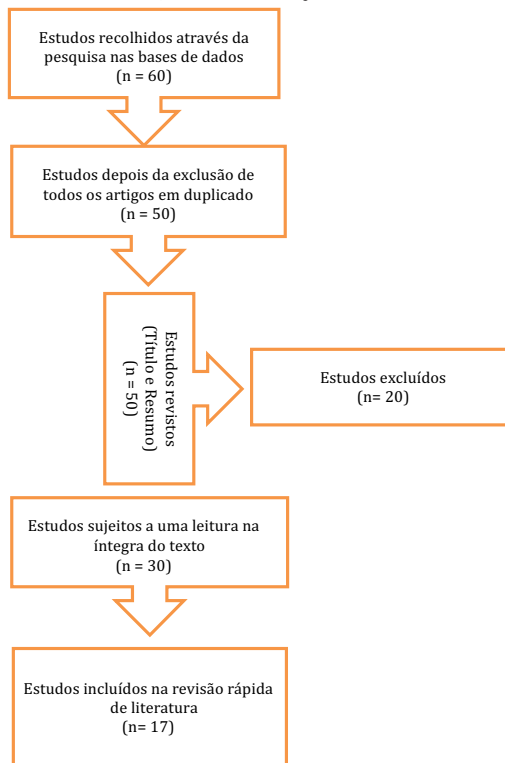 Estudos recolhidos através da
pesquisa nas bases de dados
(n = 60)
Estudos depois da exclusão de
todos os artigos em duplicado
(n = 50)
Estudos revistos
(Título e Resumo)
(n = 50)
Estudos excluídos
(n= 20)
Estudos sujeitos a uma leitura na
íntegra do texto
(n = 30)
Estudos incluídos na revisão rápida
de literatura
(n= 17)